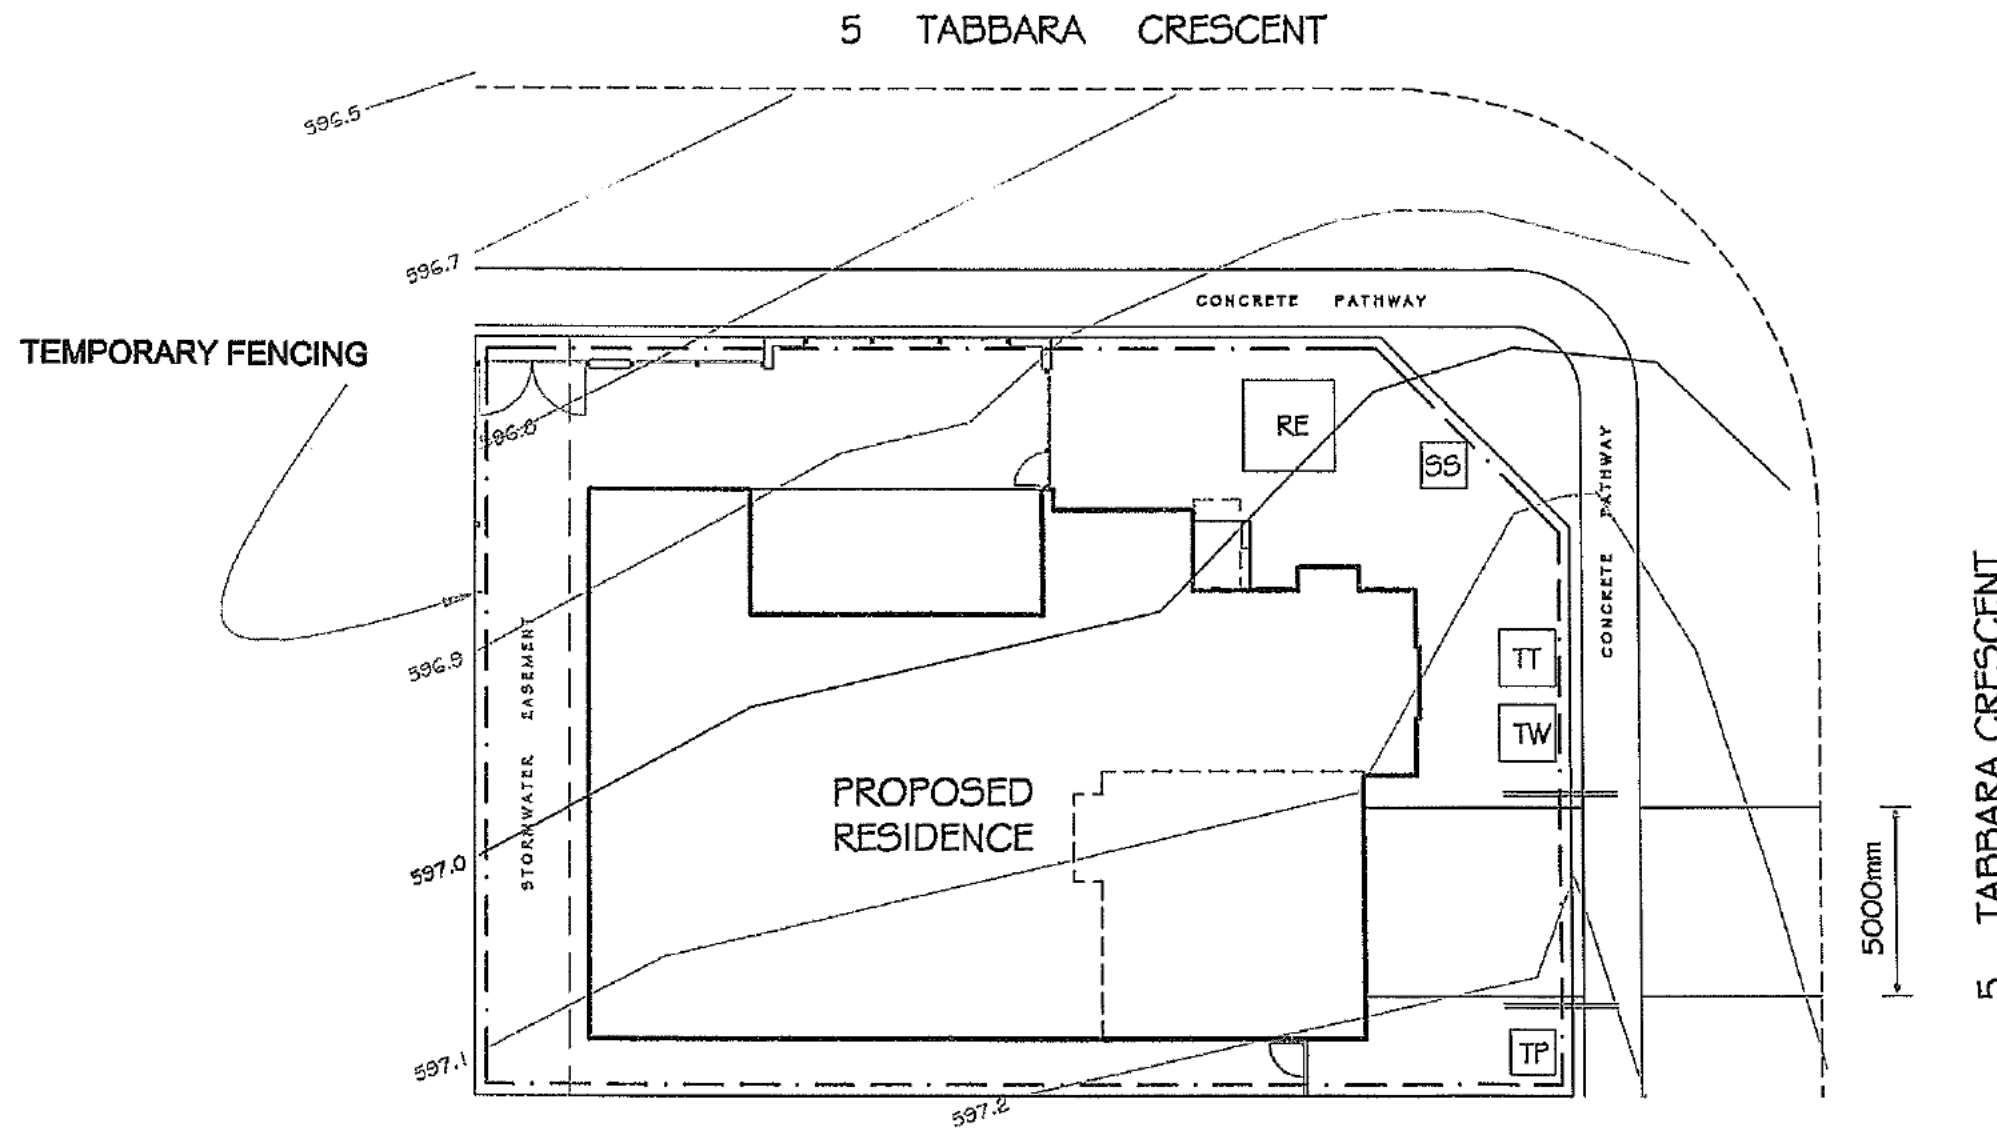 5 TABBARA CRESCENT
596.5
596.7
CONCRETE PATHWAY
TEMPORARY FENCING
596.8
RE
SS
CONCRETE PATHWAY
596.9
STORMWATER EASEMENT
TT
TW
PROPOSED
RESIDENCE
597.0
5000mm
5 TABBARA CRESCENT
597.1
TP
597.2